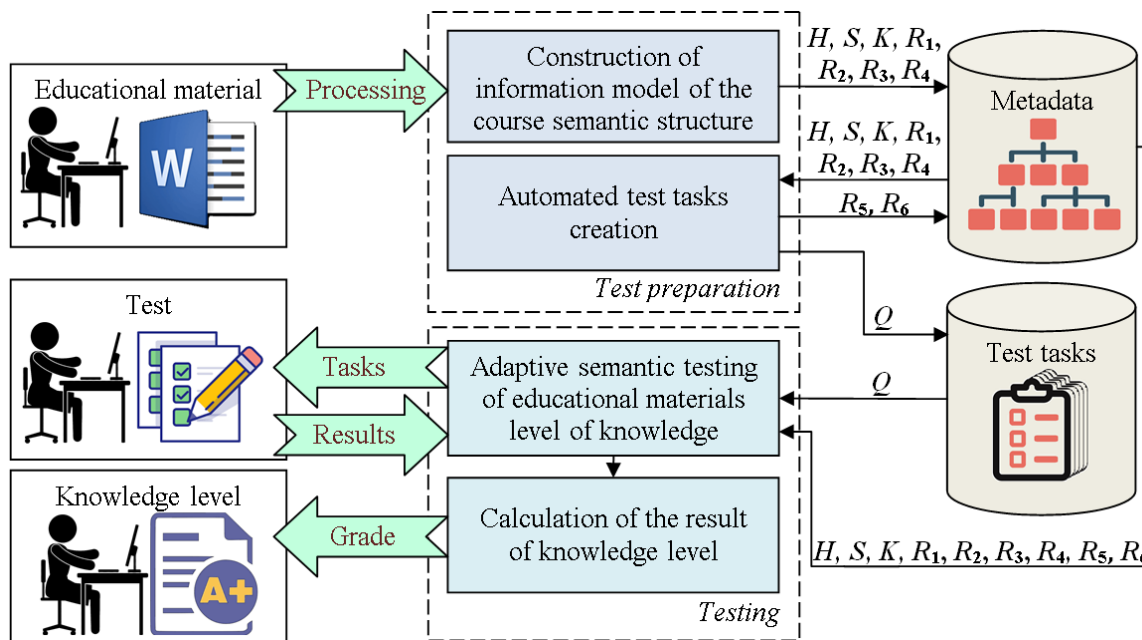 Educational material
W
Processing
Construction of
information model of the
course semantic structure
H, S, K, R₁,
R₂, R₃, R₄
Metadata
Automated test tasks
creation
H, S, K, R₁,
R₂, R₃, R₄
R₅, R₆
Test preparation
Q
Test
Tasks
Results
Adaptive semantic testing
of educational materials
level of knowledge
Q
Test tasks
Knowledge level
A+
Grade
Calculation of the result
of knowledge level
Testing
H, S, K, R₁, R₂, R₃, R₄, R₅, R₆